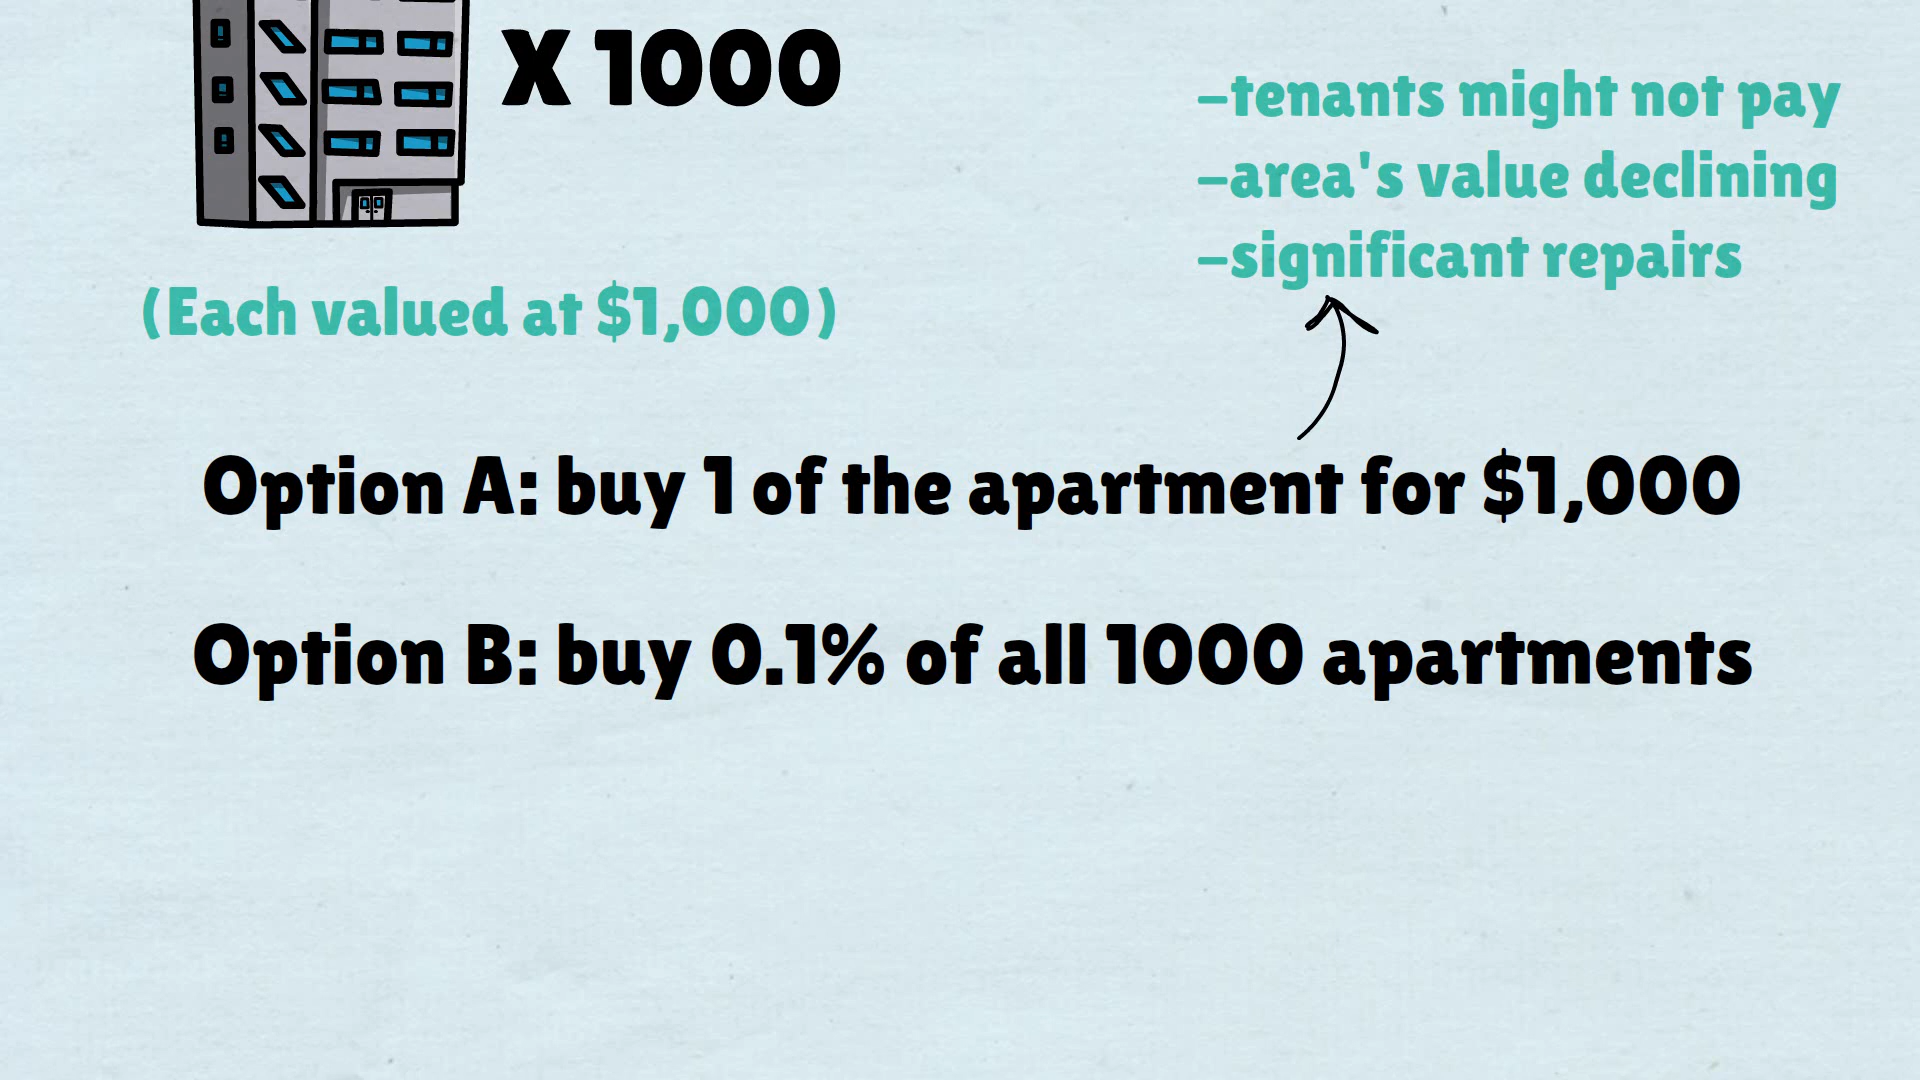 X 1000
-tenants might not pay
-area's value declining
-significant repairs
(Each valued at $1,000)
Option A: buy 1 of the apartment for $1,000
Option B: buy 0.1% of all 1000 apartments